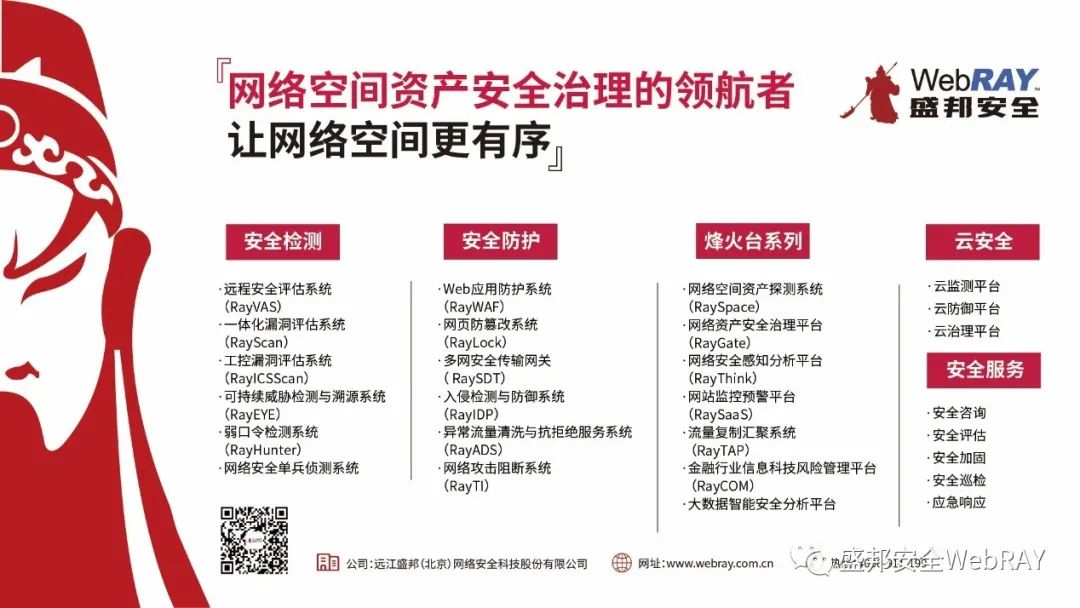 『网络空间资产安全治理的领航者
让网络空间更有序』
WebRAY™
盛邦安全
安全检测
·远程安全评估系统
（RayVAS）
·一体化漏洞评估系统
（RayScan）
·工控漏洞评估系统
（RayICSScan）
·可持续威胁检测与溯源系统
（RayEYE）
·弱口令检测系统
（RayHunter）
·网络安全单兵侦测系统
安全防护
·Web应用防护系统
（RayWAF）
·网页防篡改系统
（RayLock）
·多网安全传输网关
（ RaySDT）
·入侵检测与防御系统
（RayIDP）
·异常流量清洗与抗拒绝服务系统
（RayADS）
·网络攻击阻断系统
（RayTI）
烽火台系列
·网络空间资产探测系统
（RaySpace）
·网络资产安全治理平台
（RayGate）
·网络安全感知分析平台
（RayThink）
·网站监控预警平台
（RaySaaS）
·流量复制汇聚系统
（RayTAP）
·金融行业信息科技风险管理平台
（RayCOM）
·大数据智能安全分析平台
云安全
·云监测平台
·云防御平台
·云治理平台
安全服务
·安全咨询
·安全评估
·安全加固
·安全巡检
·应急响应
公司：远江盛邦（北京）网络安全科技股份有限公司
网址：www.webray.com.cn
盛邦安全WebRAY